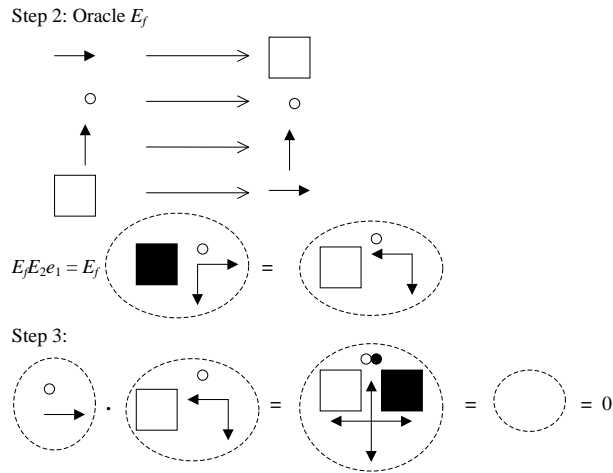 Step 2: Oracle E_f
E_fE_2e_1 = E_f =
Step 3:
· = = = 0